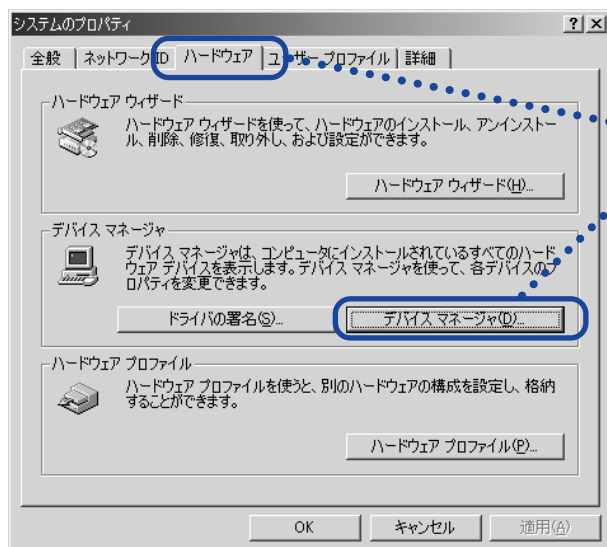 システムのプロパティ
全般 ネットワーク ID ハードウェア ユーザー プロファイル 詳細
ハードウェア ウィザード
ハードウェア ウィザードを使って、ハードウェアのインストール、アンインストー
ル、削除、修復、取り外し、および設定ができます。
ハードウェア ウィザード(H)...
デバイス マネージャ
デバイス マネージャは、コンピュータにインストールされているすべてのハード
ウェア デバイスを表示します。デバイス マネージャを使って、各デバイスのプ
ロパティを変更できます。
ドライバの署名(S)... デバイス マネージャ(D)...
ハードウェア プロファイル
ハードウェア プロファイルを使うと、別のハードウェアの構成を設定し、格納
することができます。
ハードウェア プロファイル(P)...
OK キャンセル 適用(A)